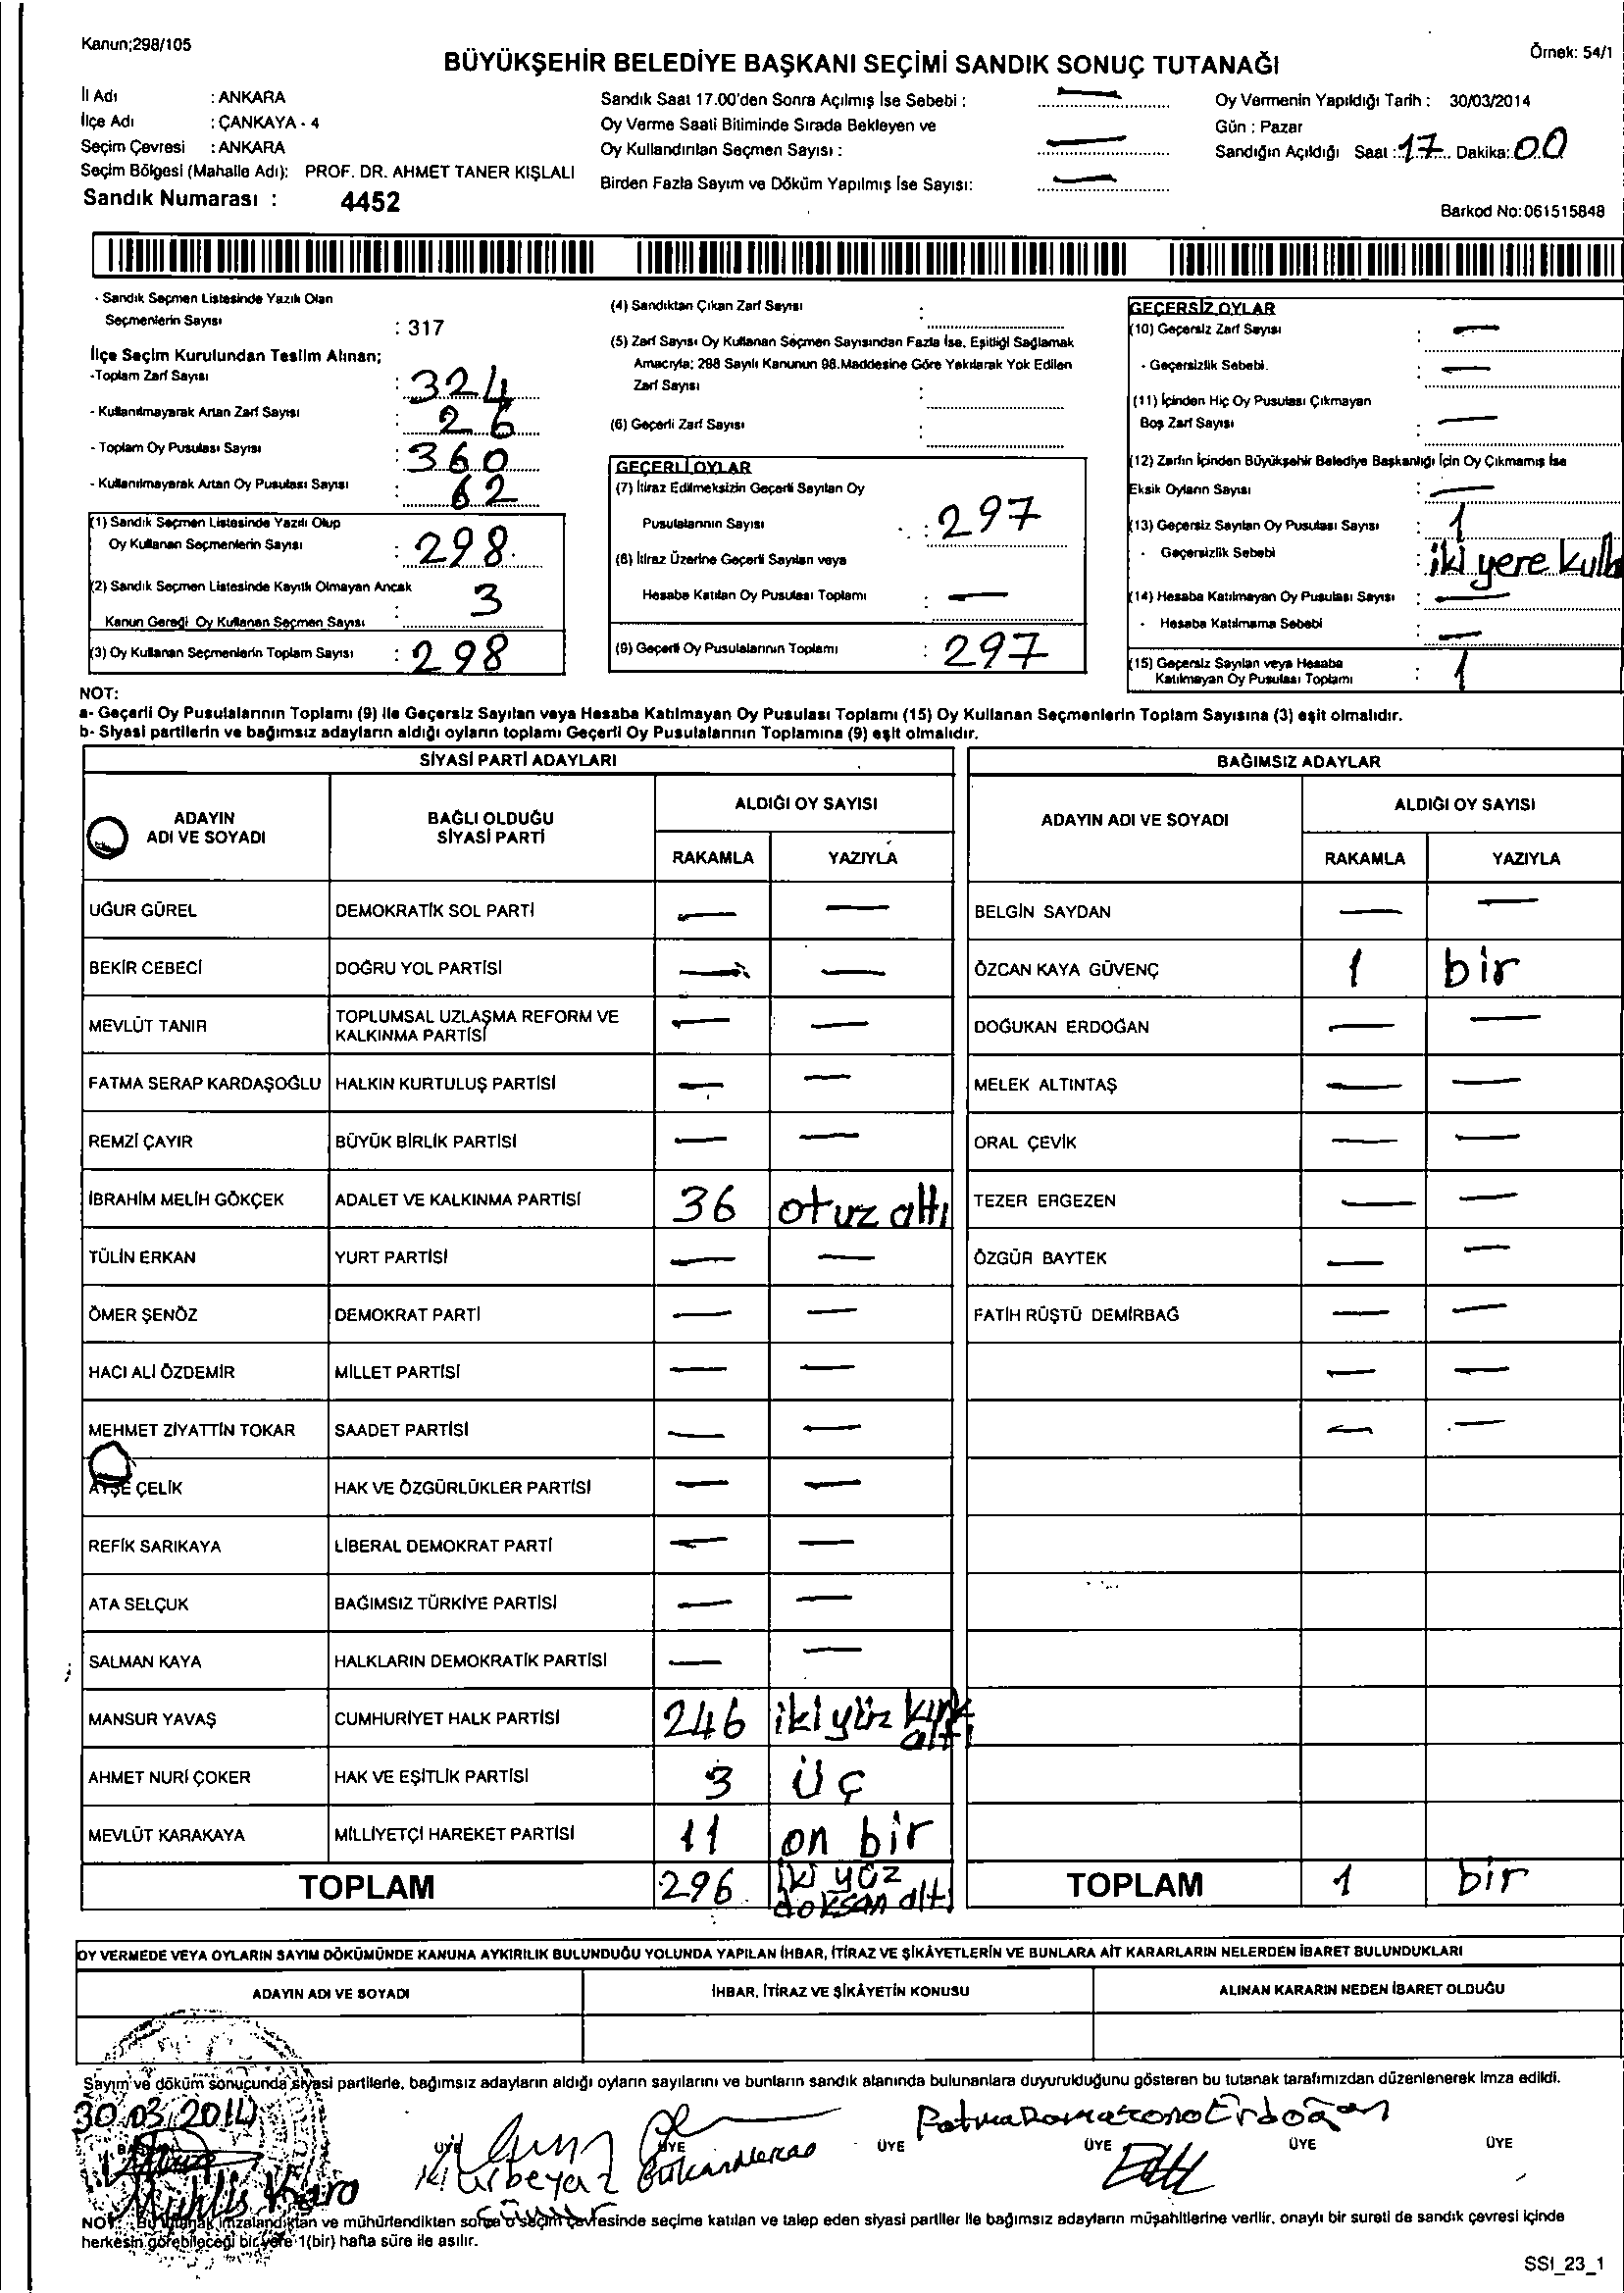 Kanun;298/105
Örnek: 54/1
BÜYÜKŞEHİR BELEDİYE BAŞKANI SEÇİMİ SANDIK SONUÇ TUTANAĞI
İl Adı : ANKARA
İlçe Adı : ÇANKAYA - 4
Seçim Çevresi : ANKARA
Seçim Bölgesi (Mahalle Adı): PROF. DR. AHMET TANER KIŞLALI
Sandık Numarası : 4452
Sandık Saat 17.00'den Sonra Açılmış İse Sebebi : —
Oy Verme Saati Bitiminde Sırada Bekleyen ve
Oy Kullandırılan Seçmen Sayısı : —
Birden Fazla Sayım ve Döküm Yapılmış İse Sayısı: —
Oy Vermenin Yapıldığı Tarih : 30/03/2014
Gün : Pazar
Sandığın Açıldığı Saat : 17 Dakika: 00
Barkod No:061515848
- Sandık Seçmen Listesinde Yazılı Olan
Seçmenlerin Sayısı : 317
İlçe Seçim Kurulundan Teslim Alınan;
-Toplam Zarf Sayısı : 324
- Kullanılmayarak Artan Zarf Sayısı : 26
- Toplam Oy Pusulası Sayısı : 360
- Kullanılmayarak Artan Oy Pusulası Sayısı : 62
(1) Sandık Seçmen Listesinde Yazılı Olup
Oy Kullanan Seçmenlerin Sayısı : 298
(2) Sandık Seçmen Listesinde Kayıtlı Olmayan Ancak
Kanun Gereği Oy Kullanan Seçmen Sayısı : 3
(3) Oy Kullanan Seçmenlerin Toplam Sayısı : 298
(4) Sandıktan Çıkan Zarf Sayısı :
(5) Zarf Sayısı Oy Kullanan Seçmen Sayısından Fazla İse, Eşitliği Sağlamak
Amacıyla; 298 Sayılı Kanunun 98.Maddesine Göre Yakılarak Yok Edilen
Zarf Sayısı :
(6) Geçerli Zarf Sayısı :
GEÇERLİ OYLAR
(7) İtiraz Edilmeksizin Geçerli Sayılan Oy
Pusulalarının Sayısı : 297
(8) İtiraz Üzerine Geçerli Sayılan veya
Hesaba Katılan Oy Pusulası Toplamı : —
(9) Geçerli Oy Pusulalarının Toplamı : 297
GEÇERSİZ OYLAR
(10) Geçersiz Zarf Sayısı : —
- Geçersizlik Sebebi. : —
(11) İçinden Hiç Oy Pusulası Çıkmayan
Boş Zarf Sayısı : —
(12) Zarfın İçinden Büyükşehir Belediye Başkanlığı İçin Oy Çıkmamış İse
Eksik Oyların Sayısı : —
(13) Geçersiz Sayılan Oy Pusulası Sayısı : 1
- Geçersizlik Sebebi : iki yere kulla
(14) Hesaba Katılmayan Oy Pusulası Sayısı : —
- Hesaba Katılmama Sebebi : —
(15) Geçersiz Sayılan veya Hesaba
Katılmayan Oy Pusulası Toplamı : 1
NOT:
a- Geçerli Oy Pusulalarının Toplamı (9) ile Geçersiz Sayılan veya Hesaba Katılmayan Oy Pusulası Toplamı (15) Oy Kullanan Seçmenlerin Toplam Sayısına (3) eşit olmalıdır.
b- Siyasi partilerin ve bağımsız adayların aldığı oyların toplamı Geçerli Oy Pusulalarının Toplamına (9) eşit olmalıdır.
SİYASİ PARTİ ADAYLARI
ADAYIN
ADI VE SOYADI
BAĞLI OLDUĞU
SİYASİ PARTİ
ALDIĞI OY SAYISI
RAKAMLA YAZIYLA
UĞUR GÜREL DEMOKRATİK SOL PARTİ — —
BEKİR CEBECİ DOĞRU YOL PARTİSİ — —
MEVLÜT TANIR TOPLUMSAL UZLAŞMA REFORM VE
KALKINMA PARTİSİ — —
FATMA SERAP KARDAŞOĞLU HALKIN KURTULUŞ PARTİSİ — —
REMZİ ÇAYIR BÜYÜK BİRLİK PARTİSİ — —
İBRAHİM MELİH GÖKÇEK ADALET VE KALKINMA PARTİSİ 36 otuz altı
TÜLİN ERKAN YURT PARTİSİ — —
ÖMER ŞENÖZ DEMOKRAT PARTİ — —
HACI ALİ ÖZDEMİR MİLLET PARTİSİ — —
MEHMET ZİYATTİN TOKAR SAADET PARTİSİ — —
AYŞE ÇELİK HAK VE ÖZGÜRLÜKLER PARTİSİ — —
REFİK SARIKAYA LİBERAL DEMOKRAT PARTİ — —
ATA SELÇUK BAĞIMSIZ TÜRKİYE PARTİSİ — —
SALMAN KAYA HALKLARIN DEMOKRATİK PARTİSİ — —
MANSUR YAVAŞ CUMHURİYET HALK PARTİSİ 246 iki yüz kırk
altı
AHMET NURİ ÇOKER HAK VE EŞİTLİK PARTİSİ 3 üç
MEVLÜT KARAKAYA MİLLİYETÇİ HAREKET PARTİSİ 11 on bir
TOPLAM 296 iki yüz
doksan altı
BAĞIMSIZ ADAYLAR
ADAYIN ADI VE SOYADI
ALDIĞI OY SAYISI
RAKAMLA YAZIYLA
BELGİN SAYDAN — —
ÖZCAN KAYA GÜVENÇ 1 bir
DOĞUKAN ERDOĞAN — —
MELEK ALTINTAŞ — —
ORAL ÇEVİK — —
TEZER ERGEZEN — —
ÖZGÜR BAYTEK — —
FATİH RÜŞTÜ DEMİRBAĞ — —
— —
— —
TOPLAM 1 bir
OY VERMEDE VEYA OYLARIN SAYIM DÖKÜMÜNDE KANUNA AYKIRILIK BULUNDUĞU YOLUNDA YAPILAN İHBAR, İTİRAZ VE ŞİKÂYETLERİN VE BUNLARA AİT KARARLARIN NELERDEN İBARET BULUNDUKLARI
ADAYIN ADI VE SOYADI İHBAR, İTİRAZ VE ŞİKÂYETİN KONUSU ALINAN KARARIN NEDEN İBARET OLDUĞU
Sayım ve döküm sonucunda siyasi partilerle, bağımsız adayların aldığı oyların sayılarını ve bunların sandık alanında bulunanlara duyurulduğunu gösteren bu tutanak tarafımızdan düzenlenerek imza edildi.
30.03.2014
Erdoğan
BAŞKAN ÜYE ÜYE ÜYE ÜYE ÜYE ÜYE
Muhlis Kara
NOT: Bu tutanak imzalandıktan ve mühürlendikten sonra o seçim çevresinde seçime katılan ve talep eden siyasi partiler ile bağımsız adayların müşahitlerine verilir, onaylı bir sureti de sandık çevresi içinde
herkesin görebileceği bir yere 1(bir) hafta süre ile asılır.
SSI_23_1